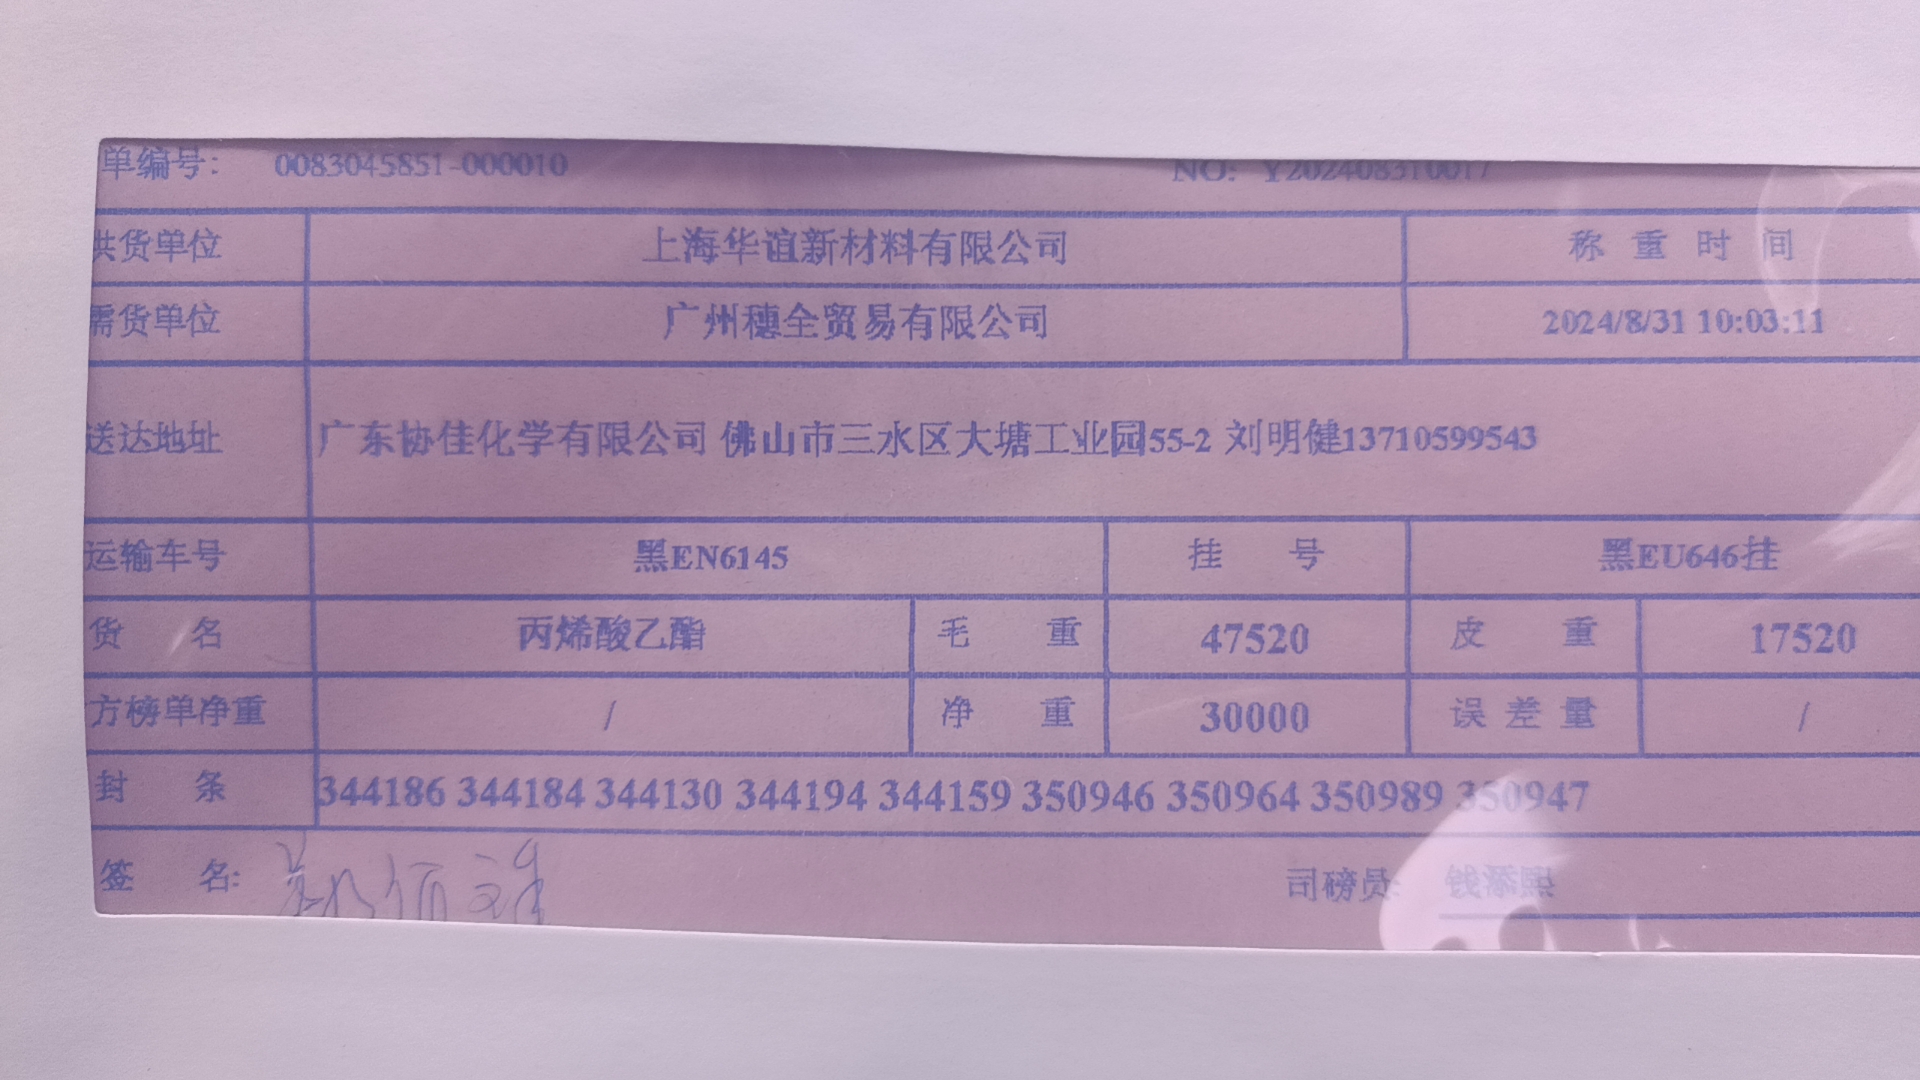 单编号： 0083045851-000010 NO: Y202408310017
供货单位 上海华谊新材料有限公司 称重时间
需货单位 广州穗全贸易有限公司 2024/8/31 10:03:11
送达地址 广东协佳化学有限公司 佛山市三水区大塘工业园55-2 刘明健13710599543
运输车号 黑EN6145 挂号 黑EU646挂
货名 丙烯酸乙酯 毛重 47520 皮重 17520
方榜单净重 / 净重 30000 误差量 /
封条 344186 344184 344130 344194 344159 350946 350964 350989 350947
签名： 司磅员： 钱添熙